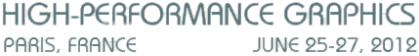 HIGH-PERFORMANCE GRAPHICS
PARIS, FRANCE JUNE 25-27, 2012